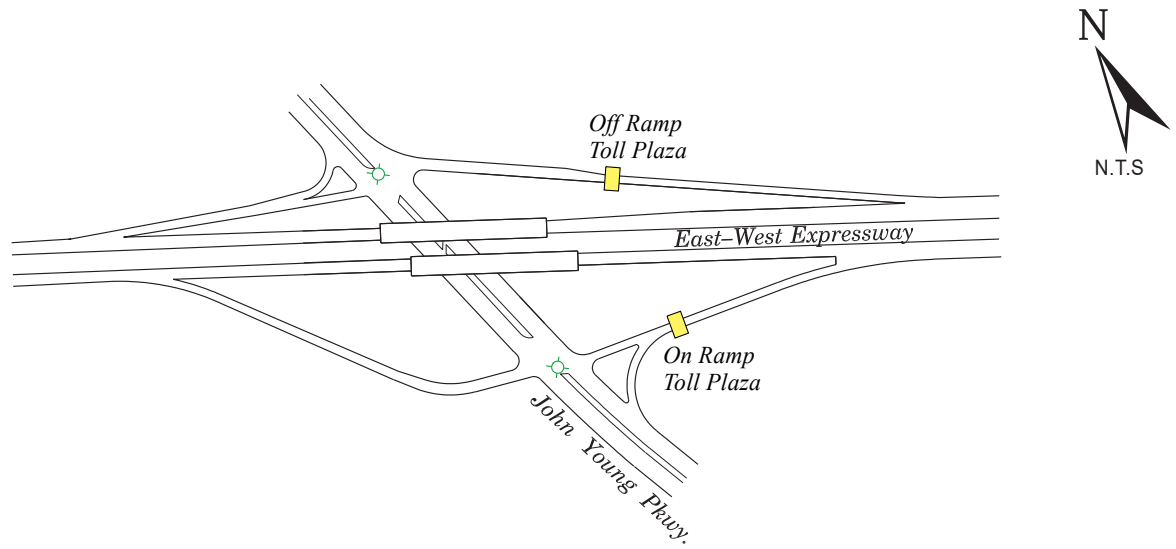 N
N.T.S
Off Ramp
Toll Plaza
East–West Expressway
On Ramp
Toll Plaza
John Young Pkwy.